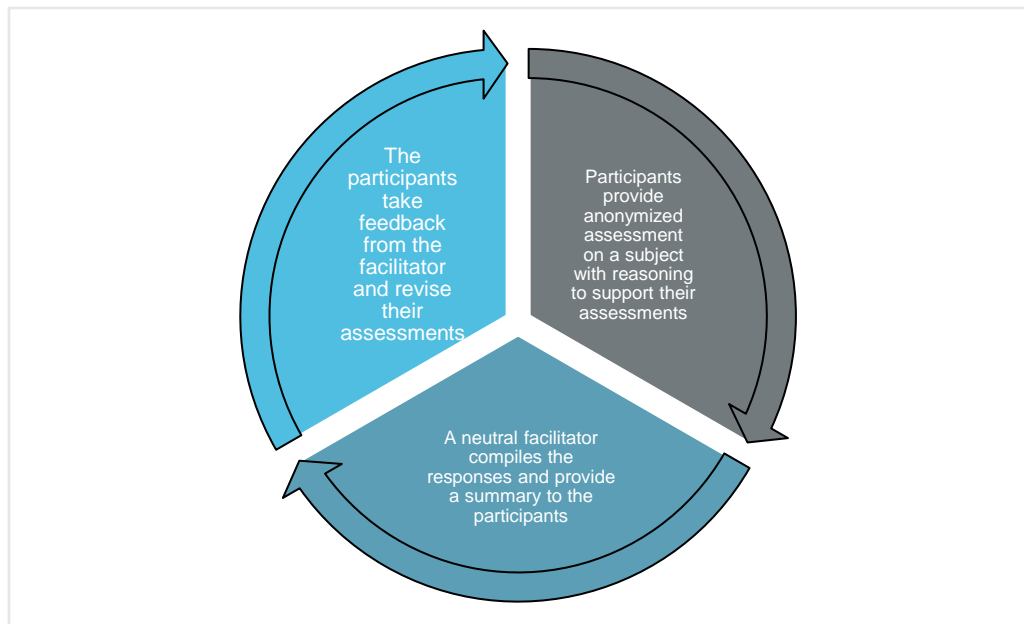 The
participants
take
feedback
from the
facilitator
and revise
their
assessments
Participants
provide
anonymized
assessment
on a subject
with reasoning
to support their
assessments
A neutral facilitator
compiles the
responses and provide
a summary to the
participants